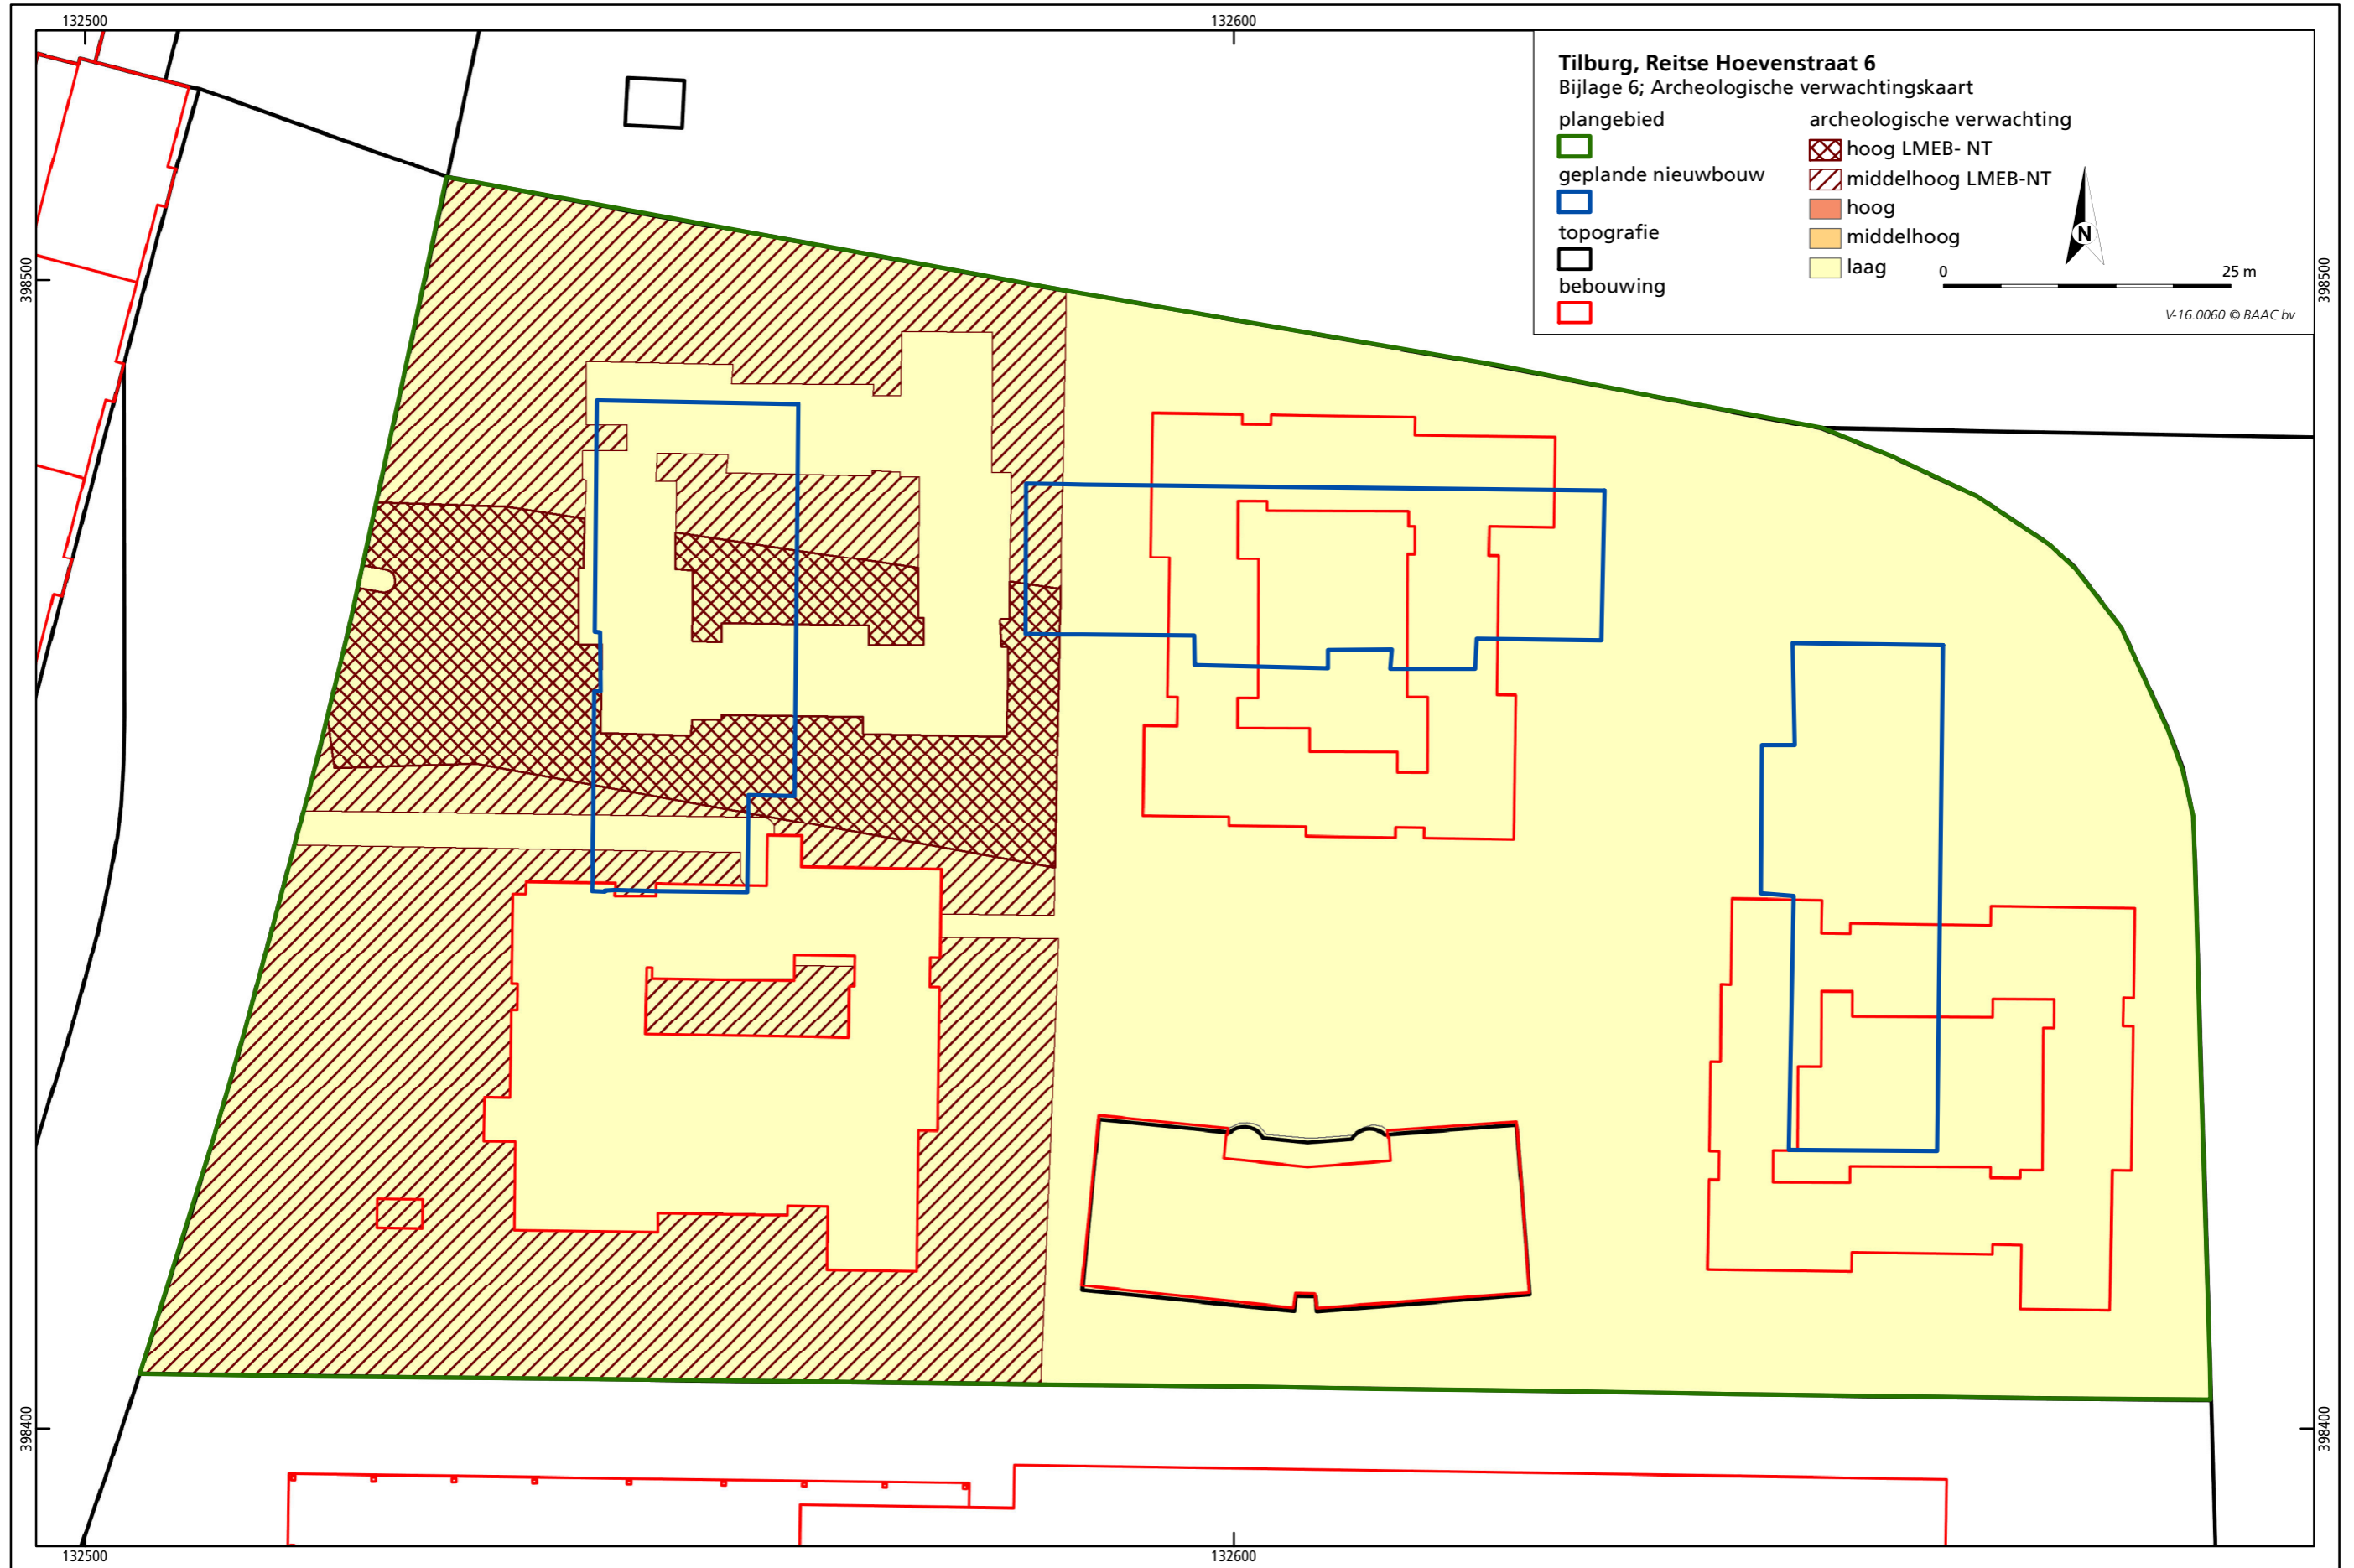 132500
132600
398500
398500
Tilburg, Reitse Hoevenstraat 6
Bijlage 6; Archeologische verwachtingskaart
plangebied
geplande nieuwbouw
topografie
bebouwing
archeologische verwachting
hoog LMEB- NT
middelhoog LMEB-NT
hoog
middelhoog
laag
N
0
25 m
V-16.0060 © BAAC bv
398400
398400
132500
132600